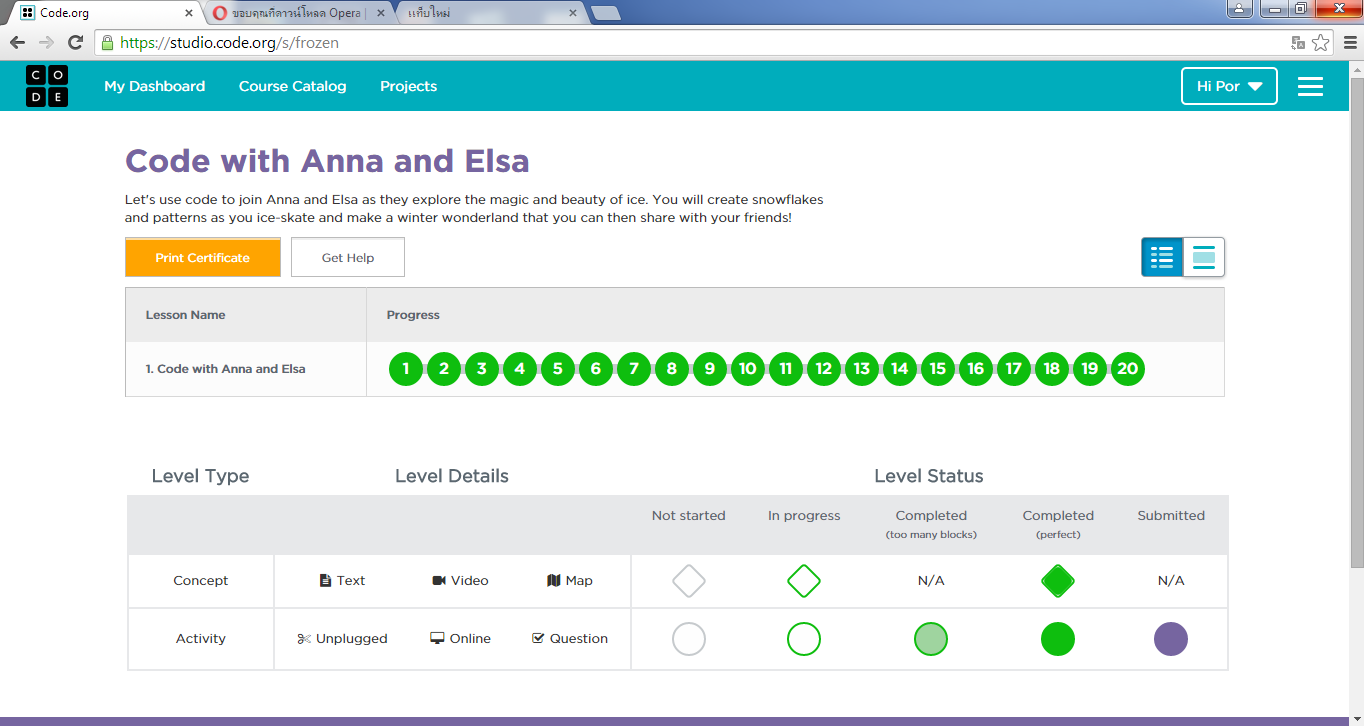 Code.org
ขอบคุณที่ดาวน์โหลด Opera |
แท็บใหม่
https://studio.code.org/s/frozen
C O D E
My Dashboard Course Catalog Projects
Hi Por
Code with Anna and Elsa
Let's use code to join Anna and Elsa as they explore the magic and beauty of ice. You will create snowflakes
and patterns as you ice-skate and make a winter wonderland that you can then share with your friends!
Print Certificate Get Help
Lesson Name Progress
1. Code with Anna and Elsa 1 2 3 4 5 6 7 8 9 10 11 12 13 14 15 16 17 18 19 20
Level Type Level Details Level Status
Not started In progress Completed Completed Submitted
(too many blocks) (perfect)
Concept Text Video Map N/A N/A
Activity Unplugged Online Question